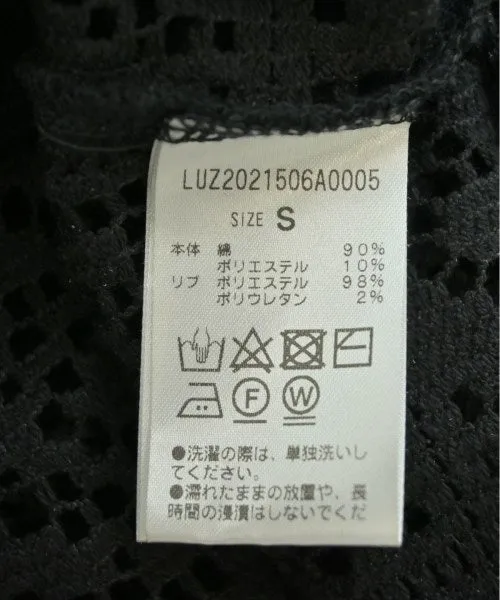 LUZ2021506A0005
SIZE S
本体 綿 90%
ポリエステル 10%
リブ ポリエステル 98%
ポリウレタン 2%
F W
●洗濯の際は、単独洗いし
てください。
●濡れたままの放置や、長
時間の浸漬はしないでくだ